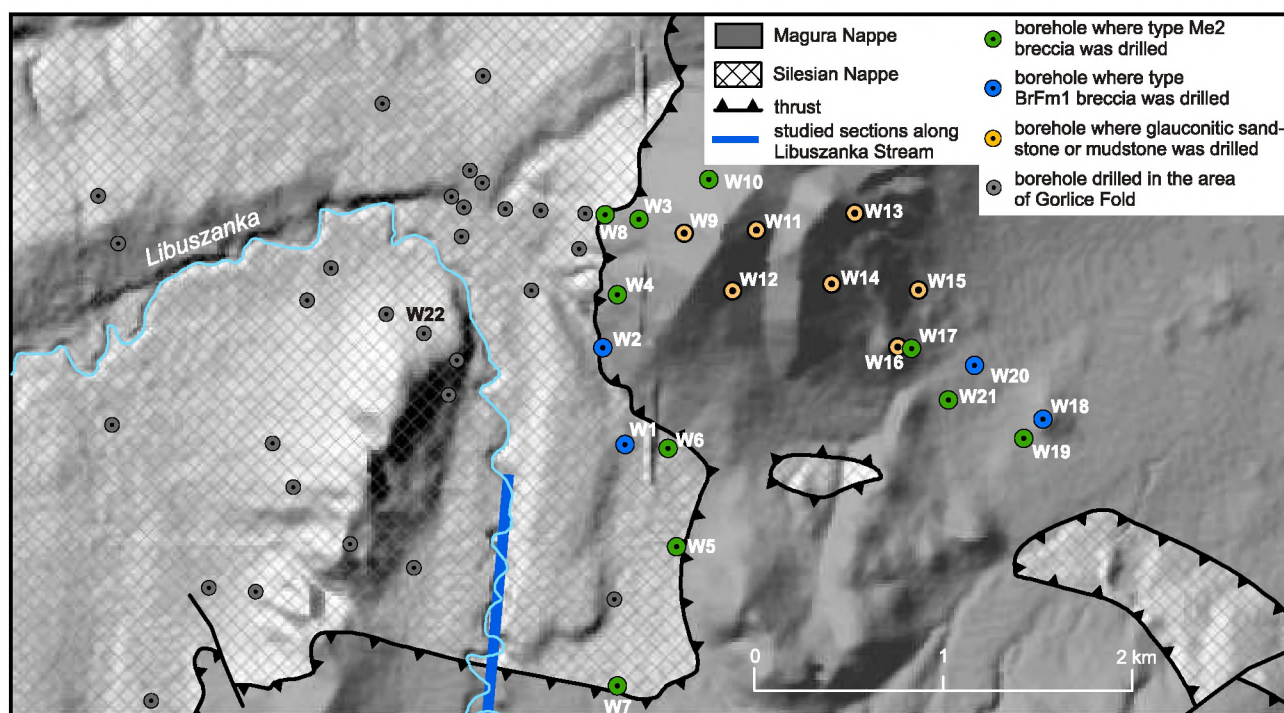 Magura Nappe
Silesian Nappe
thrust
studied sections along
Libuszanka Stream
borehole where type Me2
breccia was drilled
borehole where type
BrFm1 breccia was drilled
borehole where glauconitic sand-
stone or mudstone was drilled
borehole drilled in the area
of Gorlice Fold
Libuszanka
W10
W3
W8
W9
W11
W13
W4
W12
W14
W15
W22
W2
W17
W16
W20
W21
W18
W19
W1
W6
W5
W7
0 1 2 km